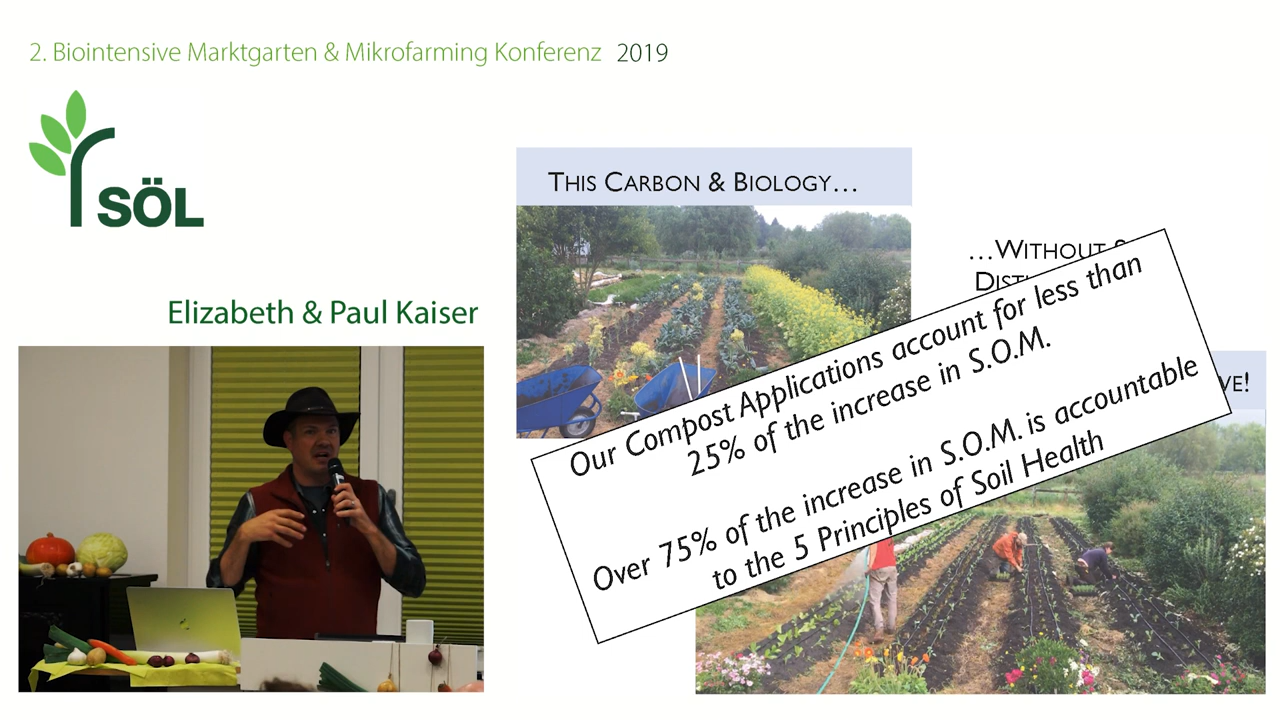 2. Biointensive Marktgarten & Mikrofarming Konferenz 2019
SÖL
Elizabeth & Paul Kaiser
THIS CARBON & BIOLOGY…
…WITHOUT
Our Compost Applications account for less than
25% of the increase in S.O.M.
Over 75% of the increase in S.O.M. is accountable
to the 5 Principles of Soil Health